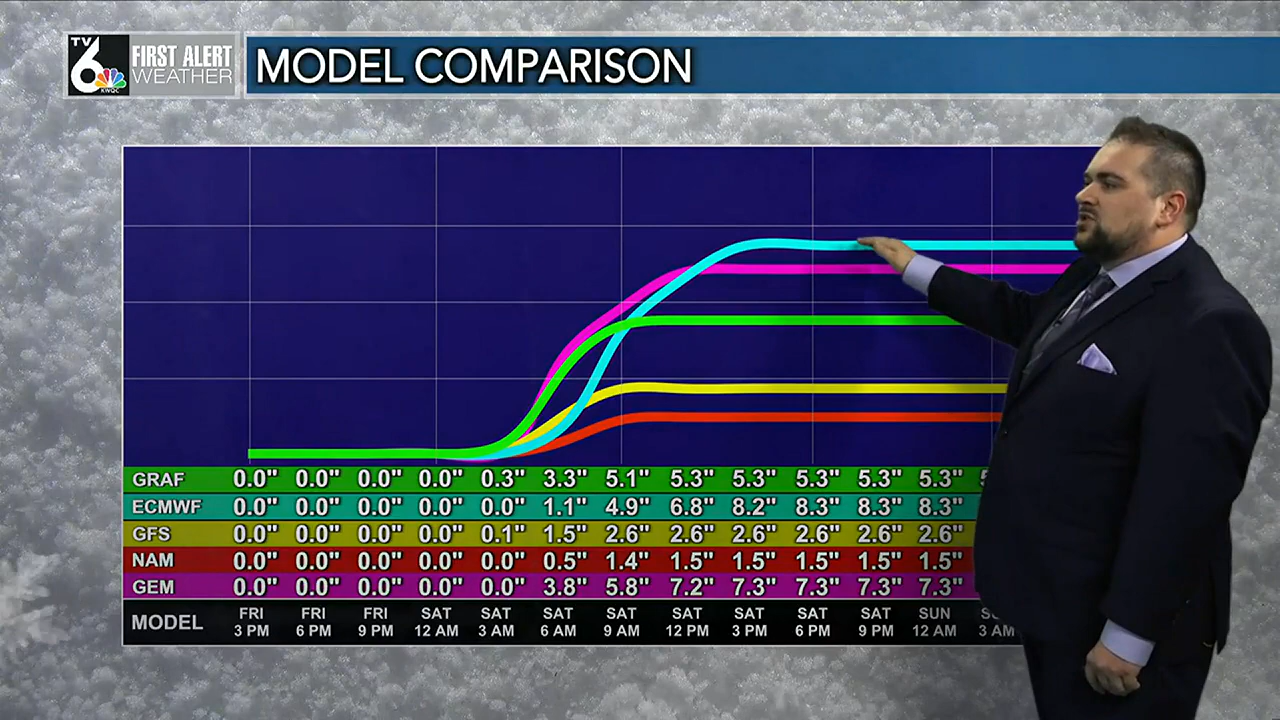 TV
6
KWQC
FIRST ALERT
WEATHER
MODEL COMPARISON
GRAF 0.0" 0.0" 0.0" 0.0" 0.3" 3.3" 5.1" 5.3" 5.3" 5.3" 5.3" 5.3" 5
ECMWF 0.0" 0.0" 0.0" 0.0" 0.0" 1.1" 4.9" 6.8" 8.2" 8.3" 8.3" 8.3"
GFS 0.0" 0.0" 0.0" 0.0" 0.1" 1.5" 2.6" 2.6" 2.6" 2.6" 2.6" 2.6"
NAM 0.0" 0.0" 0.0" 0.0" 0.0" 0.5" 1.4" 1.5" 1.5" 1.5" 1.5" 1.5"
GEM 0.0" 0.0" 0.0" 0.0" 0.0" 3.8" 5.8" 7.2" 7.3" 7.3" 7.3" 7.3"
MODEL
FRI FRI FRI SAT SAT SAT SAT SAT SAT SAT SAT SUN
3 PM 6 PM 9 PM 12 AM 3 AM 6 AM 9 AM 12 PM 3 PM 6 PM 9 PM 12 AM 3 AM